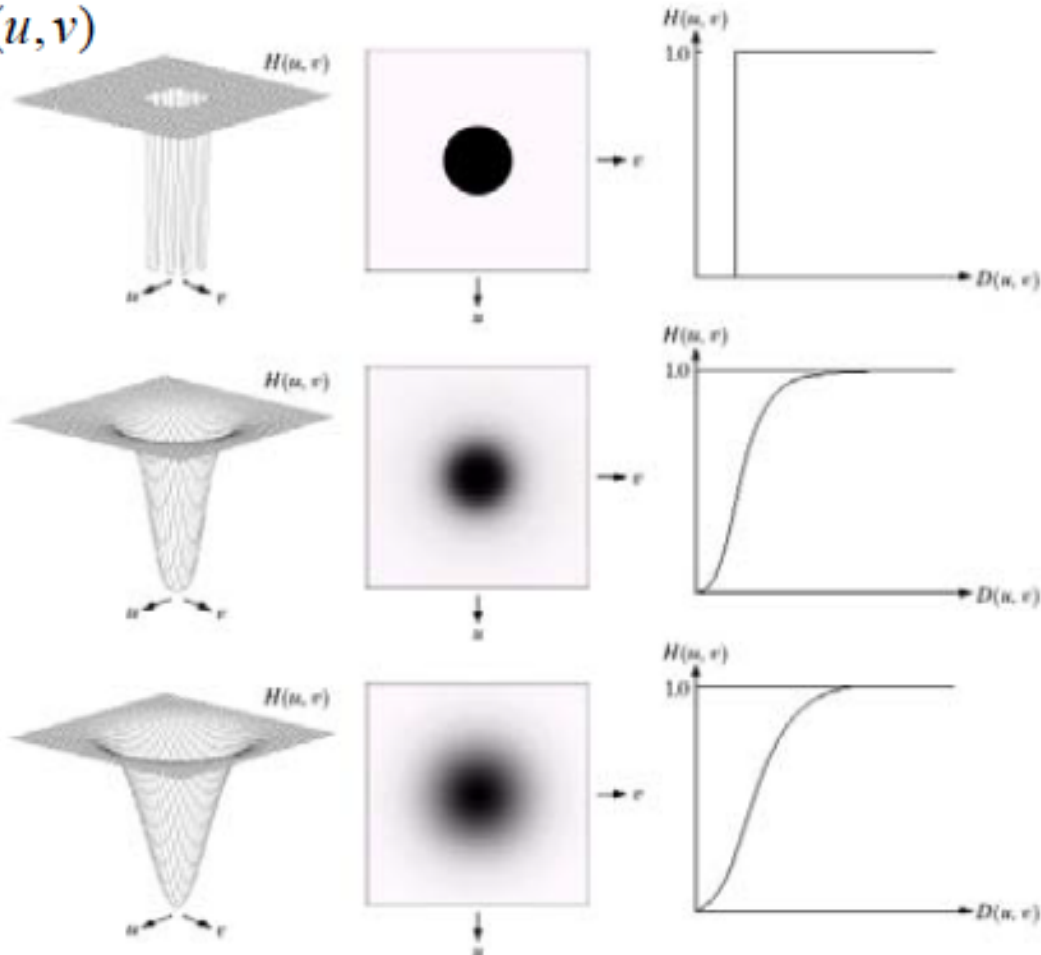 (u,v)
H(u, v)
u
v
v
u
H(u, v)
1.0
D(u, v)
H(u, v)
u
v
v
u
H(u, v)
1.0
D(u, v)
H(u, v)
u
v
v
u
H(u, v)
1.0
D(u, v)